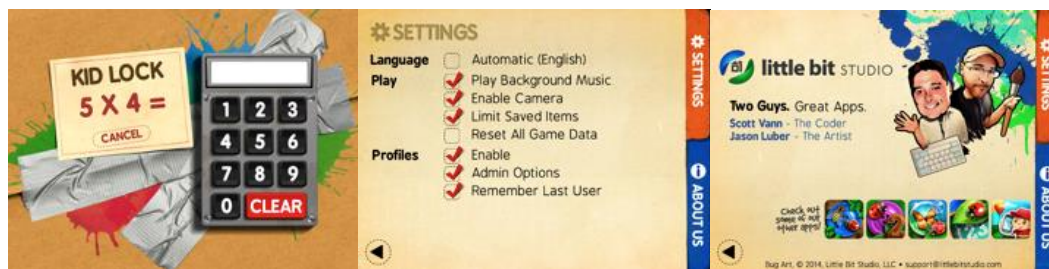 KID LOCK
5 X 4 =
CANCEL
1 2 3
4 5 6
7 8 9
0 CLEAR
SETTINGS
Language Automatic (English)
Play Play Background Music
Enable Camera
Limit Saved Items
Reset All Game Data
Profiles Enable
Admin Options
Remember Last User
SETTINGS
ABOUT US
little bit STUDIO
Two Guys. Great Apps.
Scott Vann - The Coder
Jason Luber - The Artist
Check out
some of our
other apps!
Bug Art, © 2014, Little Bit Studio, LLC • support@littlebitstudio.com
SETTINGS
ABOUT US